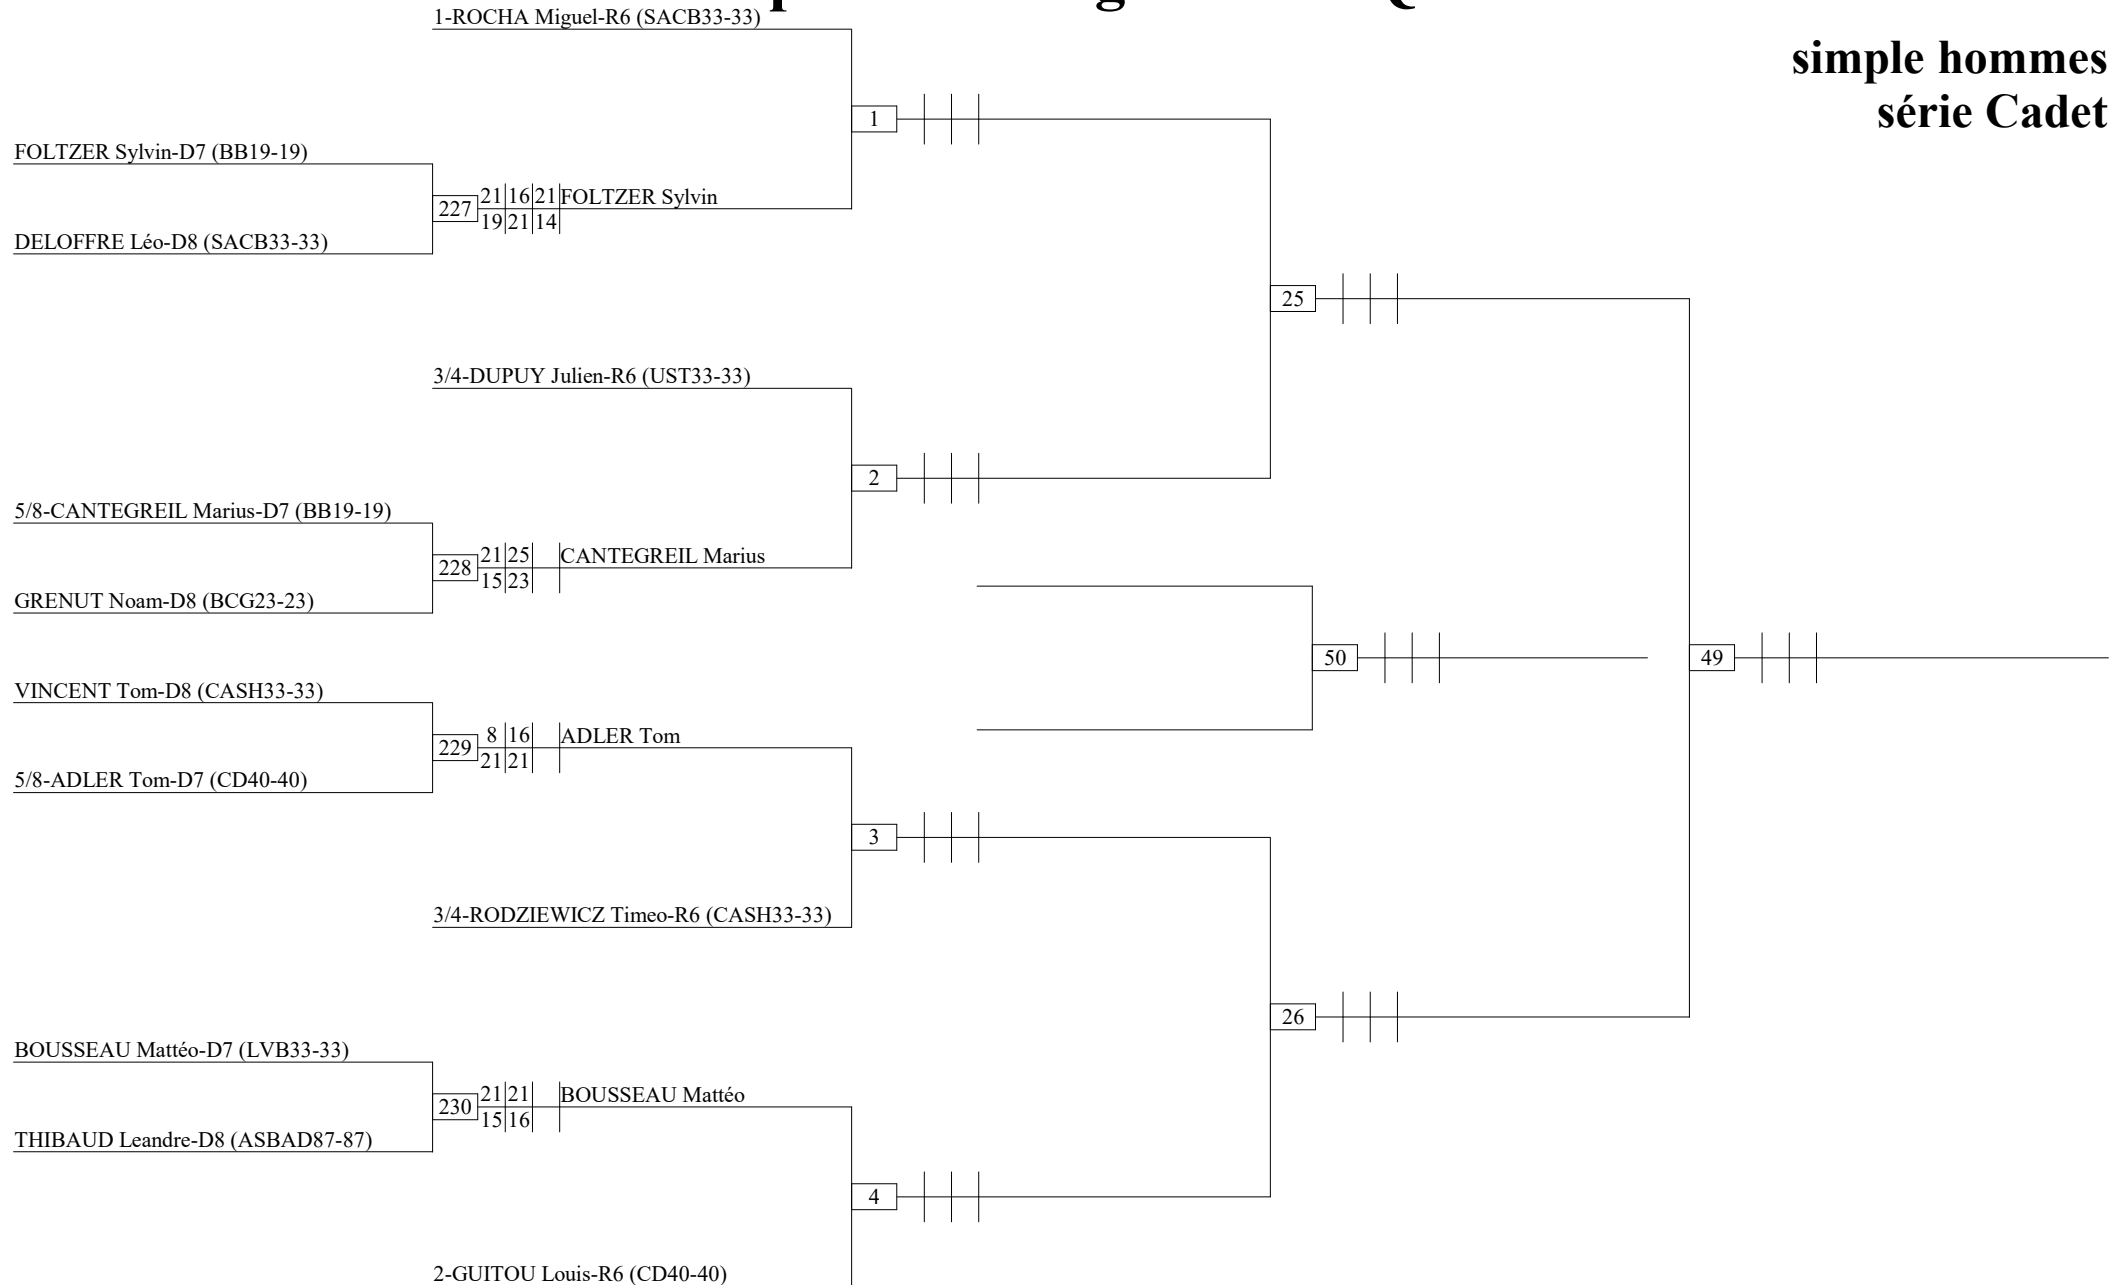 1-ROCHA Miguel-R6 (SACB33-33)
simple hommes
série Cadet
1
FOLTZER Sylvin-D7 (BB19-19)
227
21 16 21
19 21 14
FOLTZER Sylvin
DELOFFRE Léo-D8 (SACB33-33)
25
3/4-DUPUY Julien-R6 (UST33-33)
2
5/8-CANTEGREIL Marius-D7 (BB19-19)
228
21 25
15 23
CANTEGREIL Marius
GRENUT Noam-D8 (BCG23-23)
50
49
VINCENT Tom-D8 (CASH33-33)
229
8 16
21 21
ADLER Tom
5/8-ADLER Tom-D7 (CD40-40)
3
3/4-RODZIEWICZ Timeo-R6 (CASH33-33)
26
BOUSSEAU Mattéo-D7 (LVB33-33)
230
21 21
15 16
BOUSSEAU Mattéo
THIBAUD Leandre-D8 (ASBAD87-87)
4
2-GUITOU Louis-R6 (CD40-40)